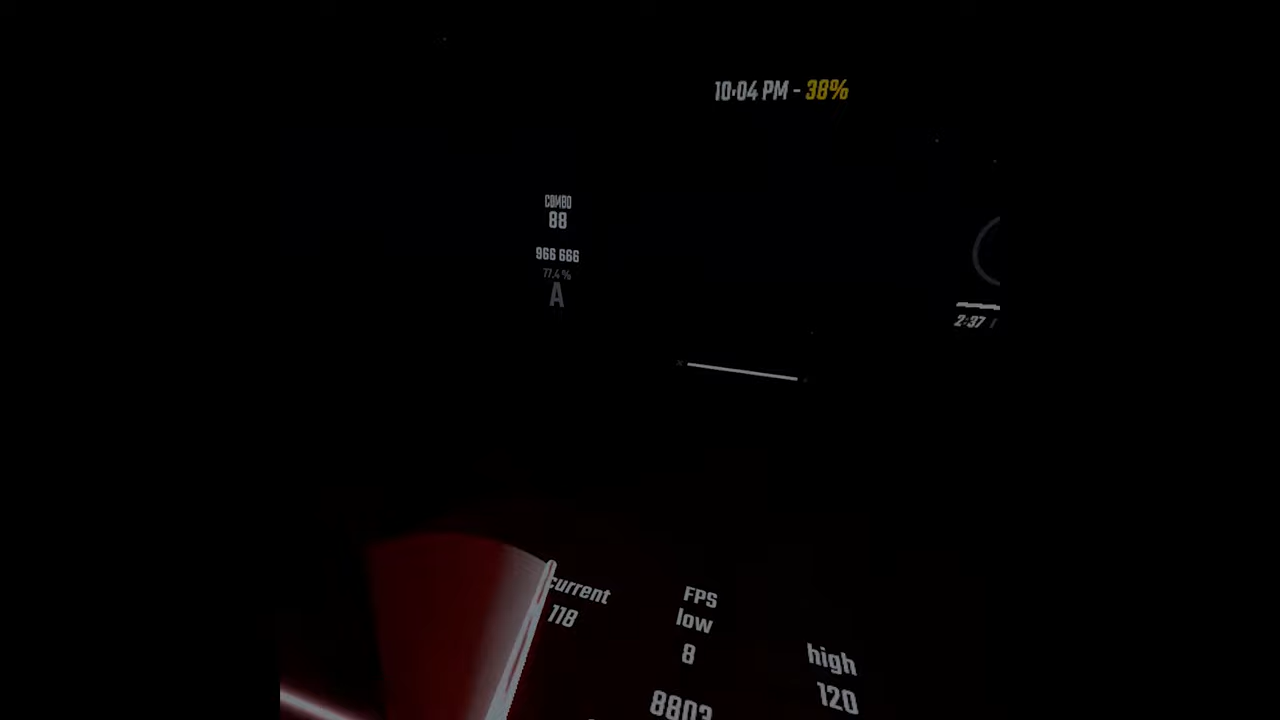 10:04 PM - 38%
COMBO
88
966 666
77.4 %
A
2:37
current
118
FPS
low
8
high
120
8803